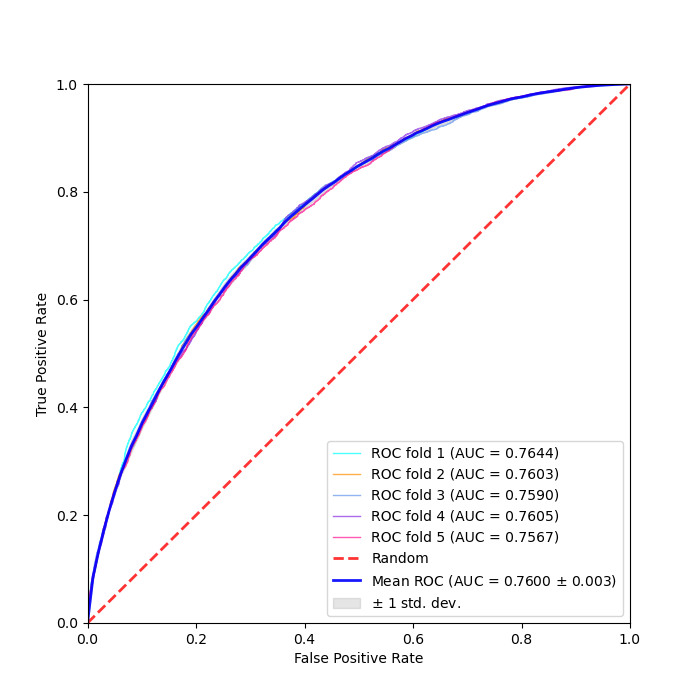 1.0
0.8
0.6
0.4
0.2
0.0
True Positive Rate
ROC fold 1 (AUC = 0.7644)
ROC fold 2 (AUC = 0.7603)
ROC fold 3 (AUC = 0.7590)
ROC fold 4 (AUC = 0.7605)
ROC fold 5 (AUC = 0.7567)
Random
Mean ROC (AUC = 0.7600 ± 0.003)
± 1 std. dev.
0.0 0.2 0.4 0.6 0.8 1.0
False Positive Rate